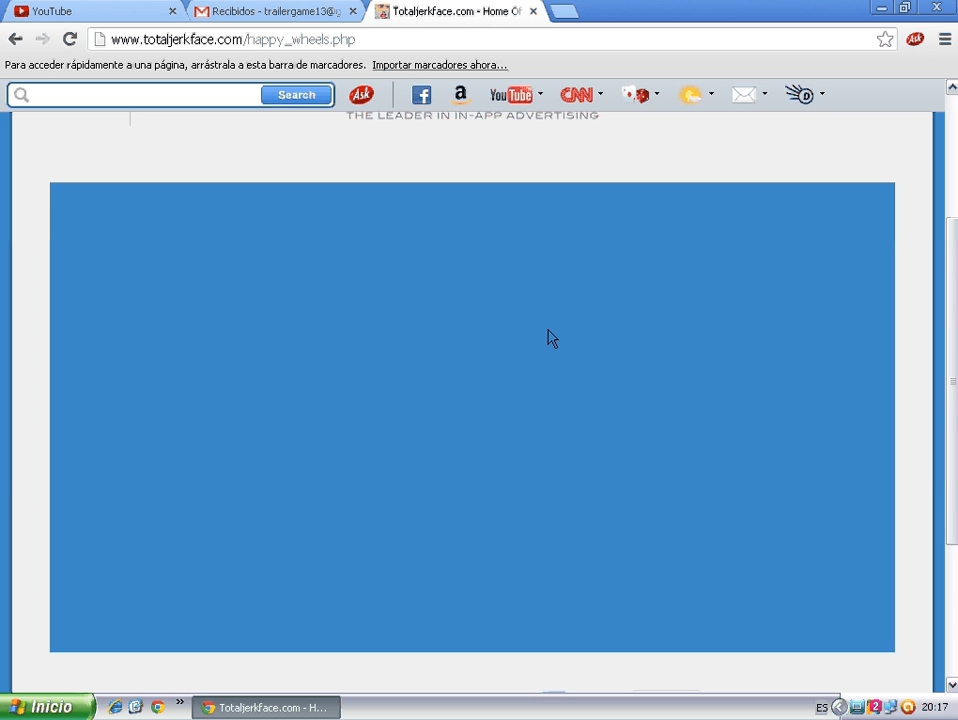 YouTube
Recibidos - trailergame13@g
Totaljerkface.com - Home Of
www.totaljerkface.com/happy_wheels.php
Ask
Para acceder rápidamente a una página, arrástrala a esta barra de marcadores. Importar marcadores ahora...
Search
Ask
f
a
YouTube
CNN
THE LEADER IN IN-APP ADVERTISING
Inicio
»
Totaljerkface.com - H...
ES
2
20:17